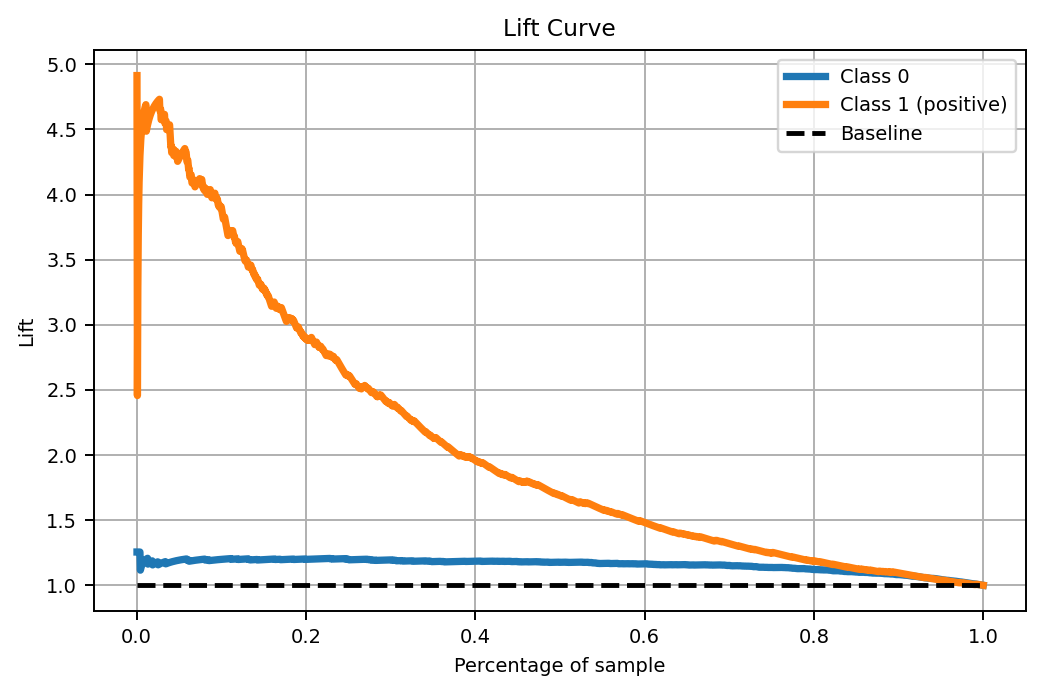 Lift Curve
5.0
4.5
4.0
3.5
3.0
2.5
2.0
1.5
1.0
Lift
Class 0
Class 1 (positive)
Baseline
0.0 0.2 0.4 0.6 0.8 1.0
Percentage of sample